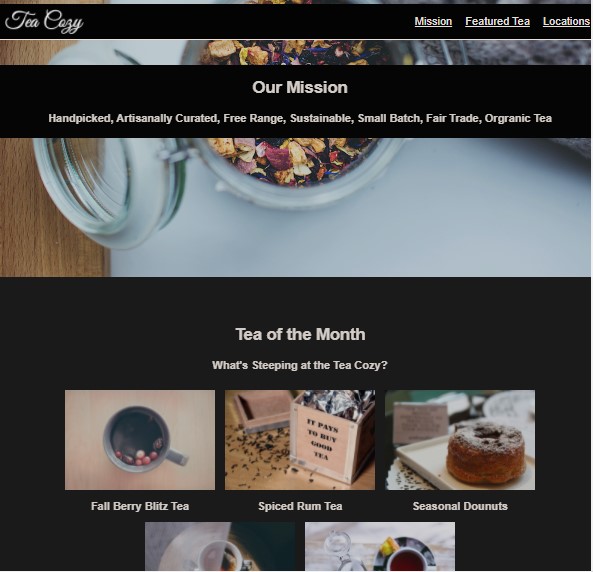 Tea Cozy
Mission Featured Tea Locations
Our Mission
Handpicked, Artisanally Curated, Free Range, Sustainable, Small Batch, Fair Trade, Orgranic Tea
Tea of the Month
What's Steeping at the Tea Cozy?
IT PAYS
TO BUY
GOOD
TEA
Fall Berry Blitz Tea
Spiced Rum Tea
Seasonal Dounuts